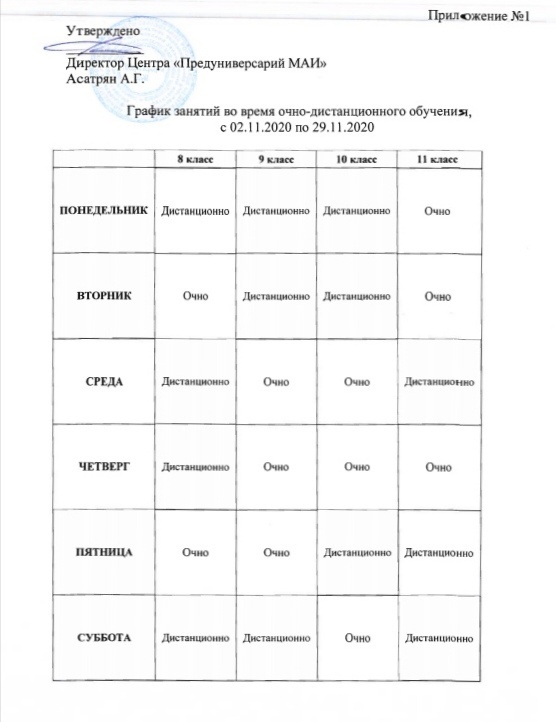 Приложение №1
Утверждено
Директор Центра «Предуниверсарий МАИ»
Асатрян А.Г.
График занятий во время очно-дистанционного обучения,
с 02.11.2020 по 29.11.2020
8 класс 9 класс 10 класс 11 класс
ПОНЕДЕЛЬНИК Дистанционно Дистанционно Дистанционно Очно
ВТОРНИК Очно Дистанционно Дистанционно Очно
СРЕДА Дистанционно Очно Очно Дистанционно
ЧЕТВЕРГ Дистанционно Очно Очно Очно
ПЯТНИЦА Очно Очно Дистанционно Дистанционно
СУББОТА Дистанционно Дистанционно Очно Дистанционно